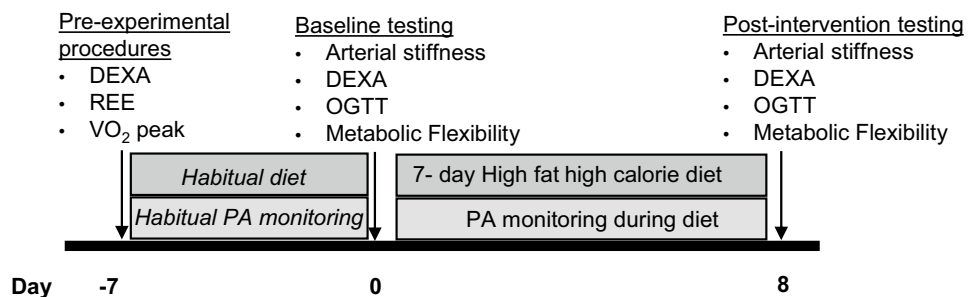 Pre-experimental
procedures
• DEXA
• REE
• VO₂ peak
Baseline testing
• Arterial stiffness
• DEXA
• OGTT
• Metabolic Flexibility
Post-intervention testing
• Arterial stiffness
• DEXA
• OGTT
• Metabolic Flexibility
Habitual diet
Habitual PA monitoring
7- day High fat high calorie diet
PA monitoring during diet
Day -7 0 8